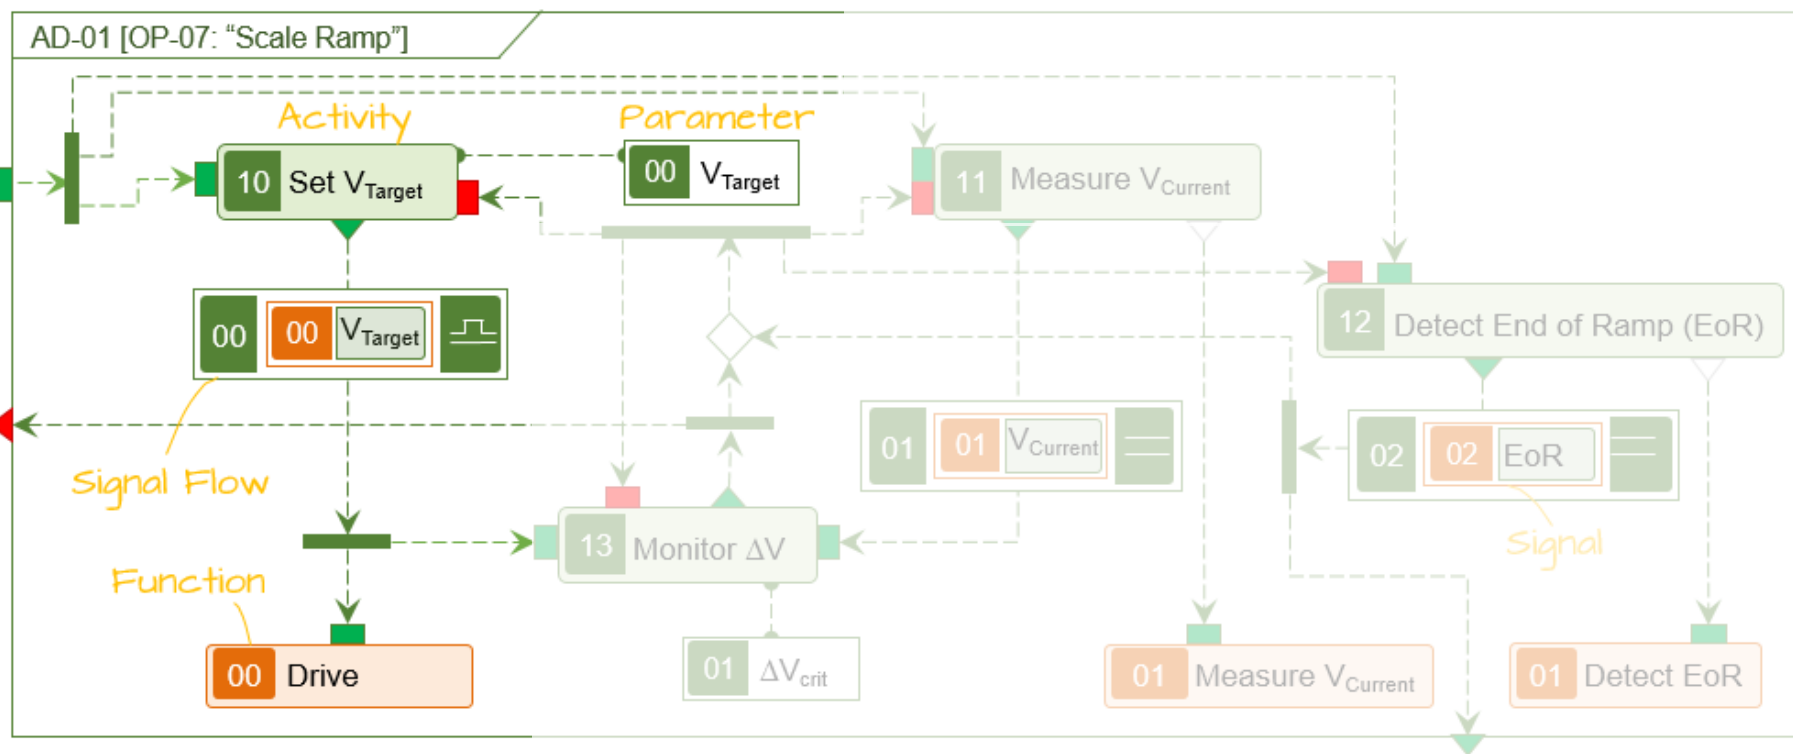 AD-01 [OP-07: “Scale Ramp”]
Activity
Parameter
10 Set VTarget
00 VTarget
11 Measure VCurrent
12 Detect End of Ramp (EoR)
00 00 VTarget
01 01 VCurrent
02 02 EoR
Signal Flow
Signal
13 Monitor ΔV
Function
00 Drive
01 ΔVcrit
01 Measure VCurrent
01 Detect EoR